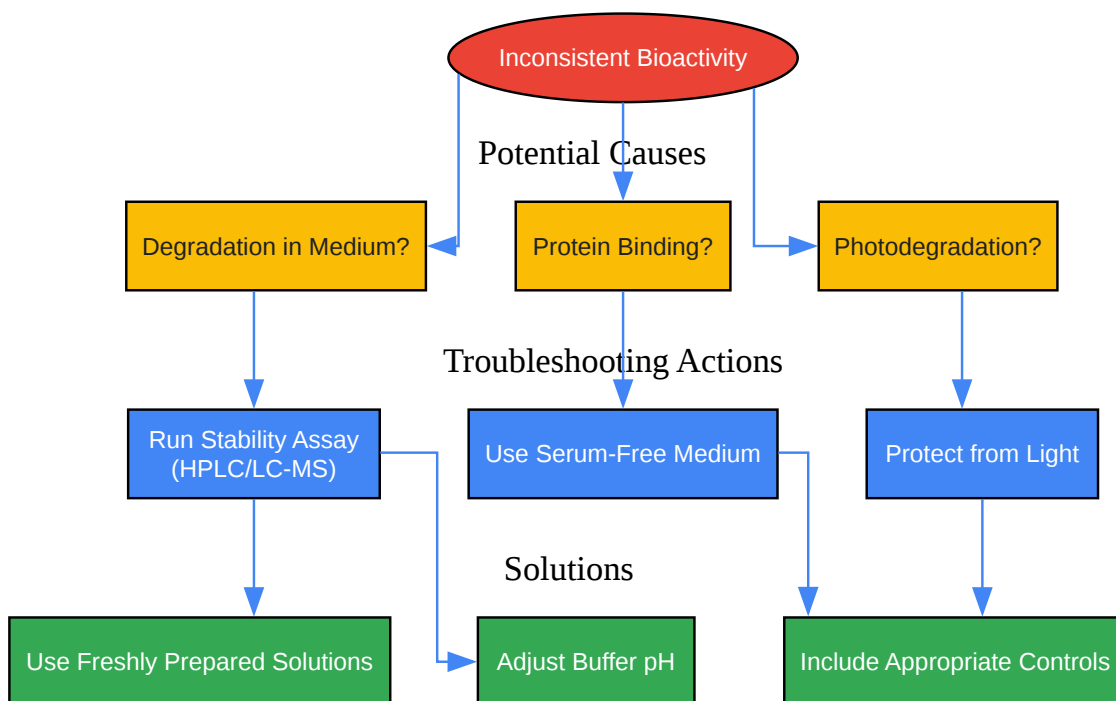 Inconsistent Bioactivity
Potential Causes
Degradation in Medium?
Protein Binding?
Photodegradation?
Troubleshooting Actions
Run Stability Assay
(HPLC/LC-MS)
Use Serum-Free Medium
Protect from Light
Solutions
Use Freshly Prepared Solutions
Adjust Buffer pH
Include Appropriate Controls